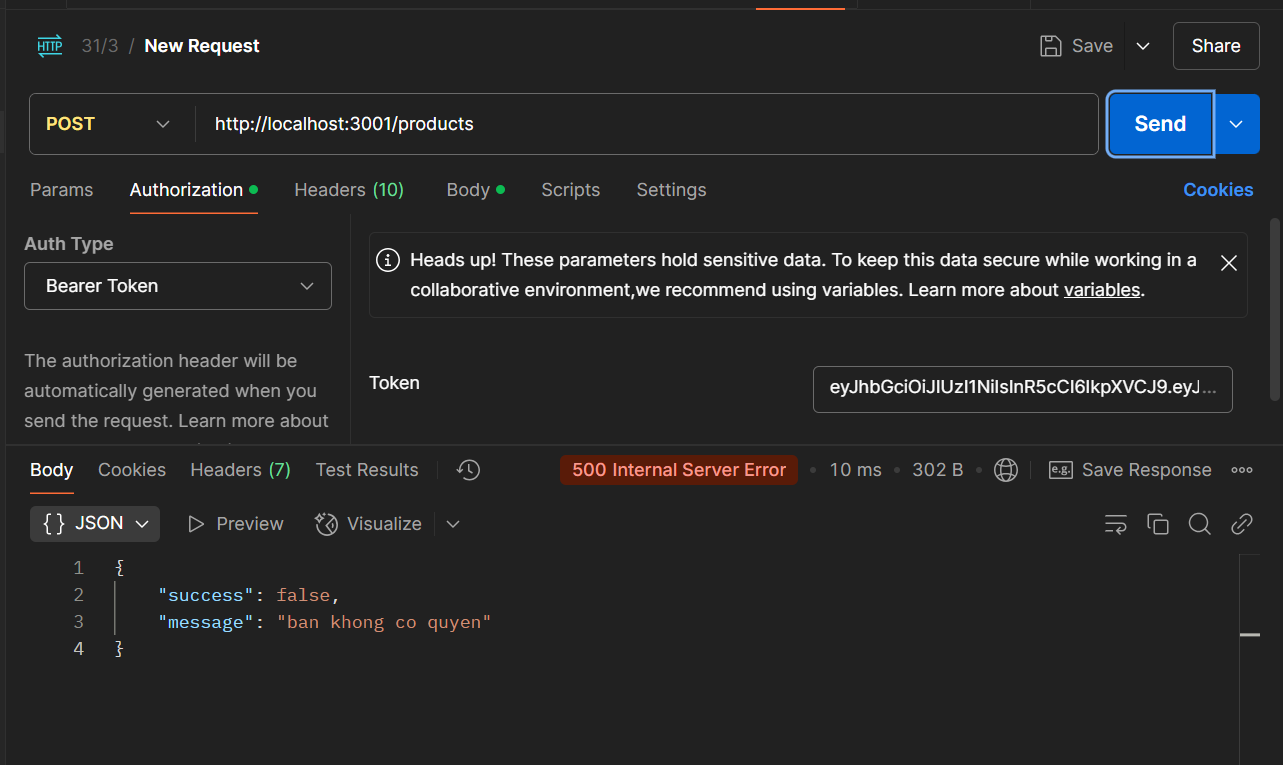 HTTP 31/3 / New Request Save Share
POST http://localhost:3001/products Send
Params Authorization Headers (10) Body Scripts Settings Cookies
Auth Type
Bearer Token
Heads up! These parameters hold sensitive data. To keep this data secure while working in a
collaborative environment,we recommend using variables. Learn more about variables.
The authorization header will be
automatically generated when you
send the request. Learn more about
Token eyJhbGciOiJIUzI1NiIsInR5cCI6IkpXVCJ9.eyJ...
Body Cookies Headers (7) Test Results 500 Internal Server Error • 10 ms • 302 B • e.g. Save Response
{} JSON Preview Visualize
1 {
2 "success": false,
3 "message": "ban khong co quyen"
4 }